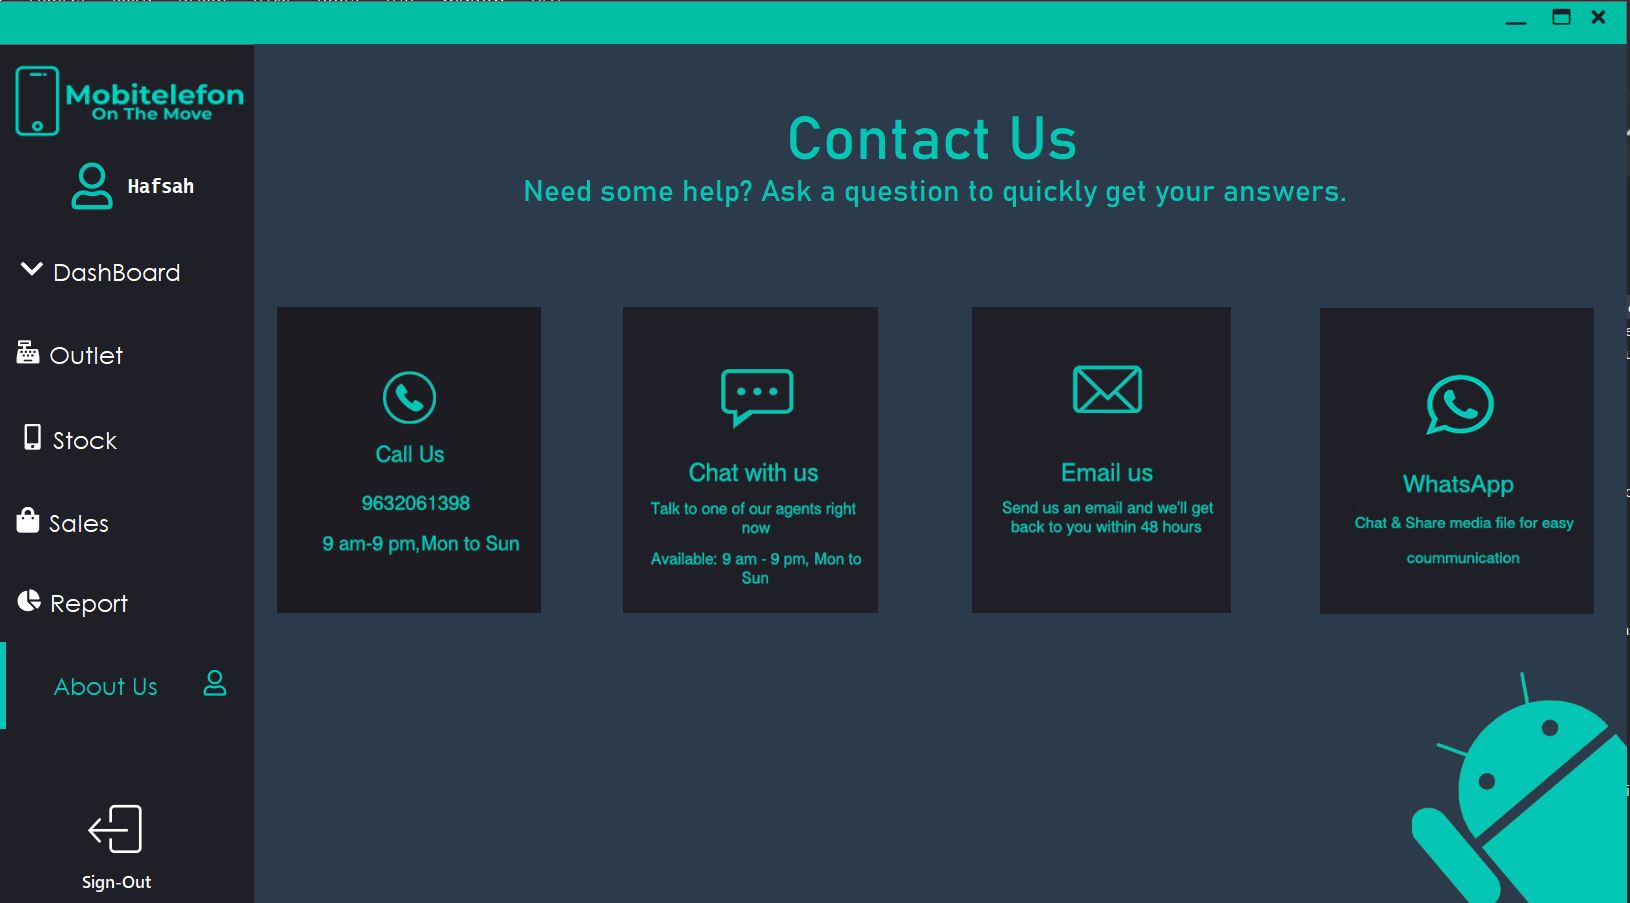 Mobitelefon
On The Move
Hafsah
DashBoard
Outlet
Stock
Sales
Report
About Us
Sign-Out
Contact Us
Need some help? Ask a question to quickly get your answers.
Call Us
9632061398
9 am-9 pm,Mon to Sun
Chat with us
Talk to one of our agents right
now
Available: 9 am - 9 pm, Mon to
Sun
Email us
Send us an email and we'll get
back to you within 48 hours
WhatsApp
Chat & Share media file for easy
coummunication